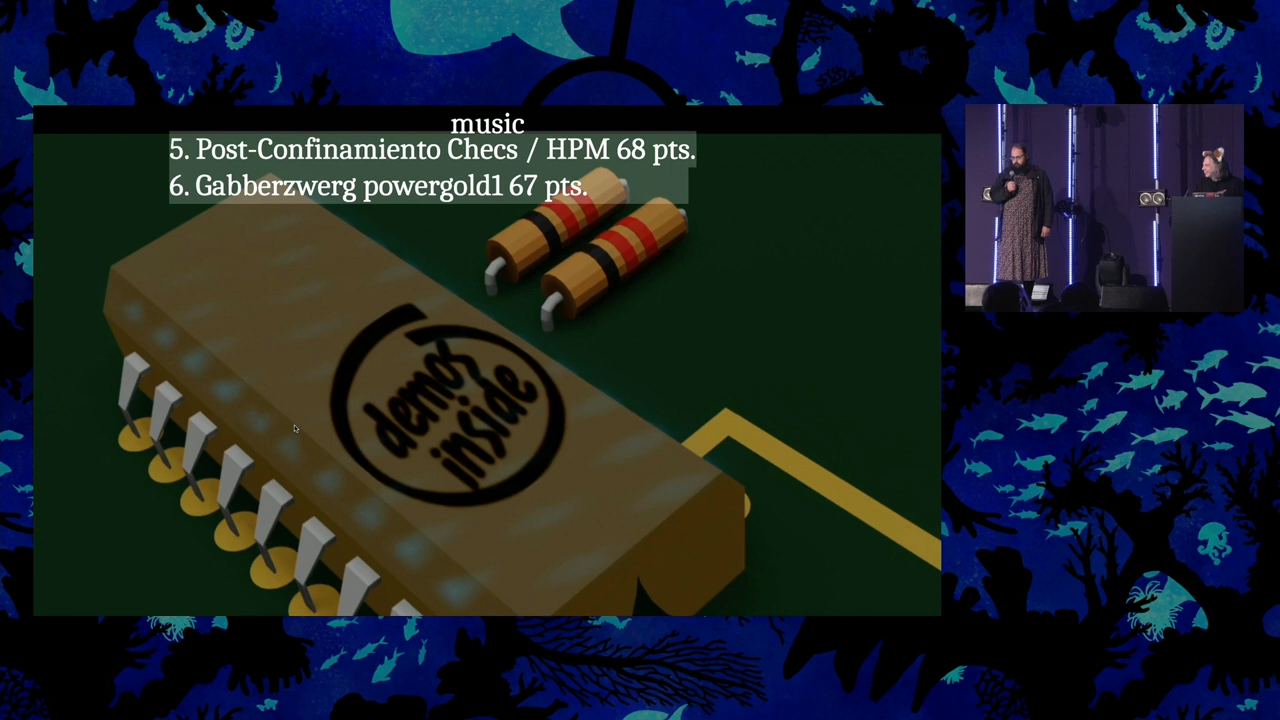 music
5. Post-Confinamiento Checs / HPM 68 pts.
6. Gabberzwerg powergold1 67 pts.
demos
inside